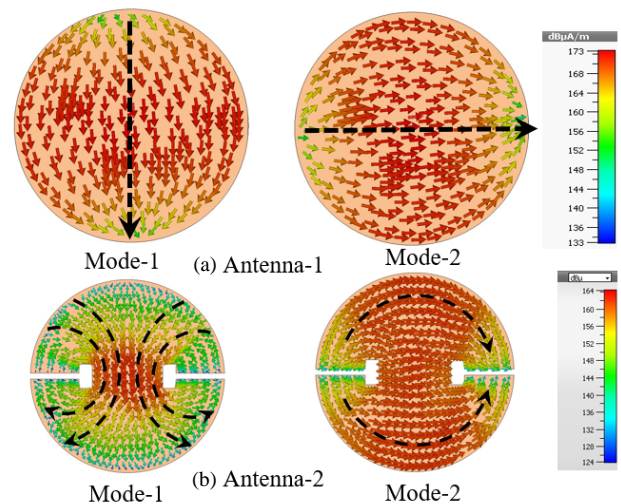 dBµA/m
173
168
164
160
156
152
148
144
140
136
133
Mode-1
(a) Antenna-1
Mode-2
dBµ
164
160
156
152
148
144
140
136
132
128
124
(b) Antenna-2
Mode-1
Mode-2